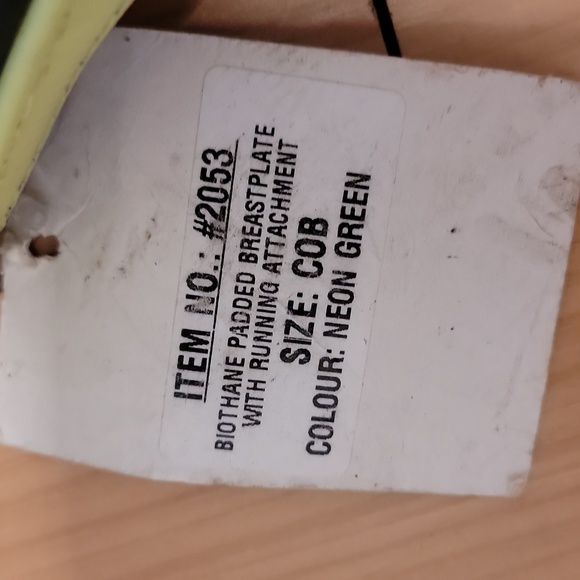 ITEM NO.: #2053
BIOTHANE PADDED BREASTPLATE
WITH RUNNING ATTACHMENT
SIZE: COB
COLOUR: NEON GREEN